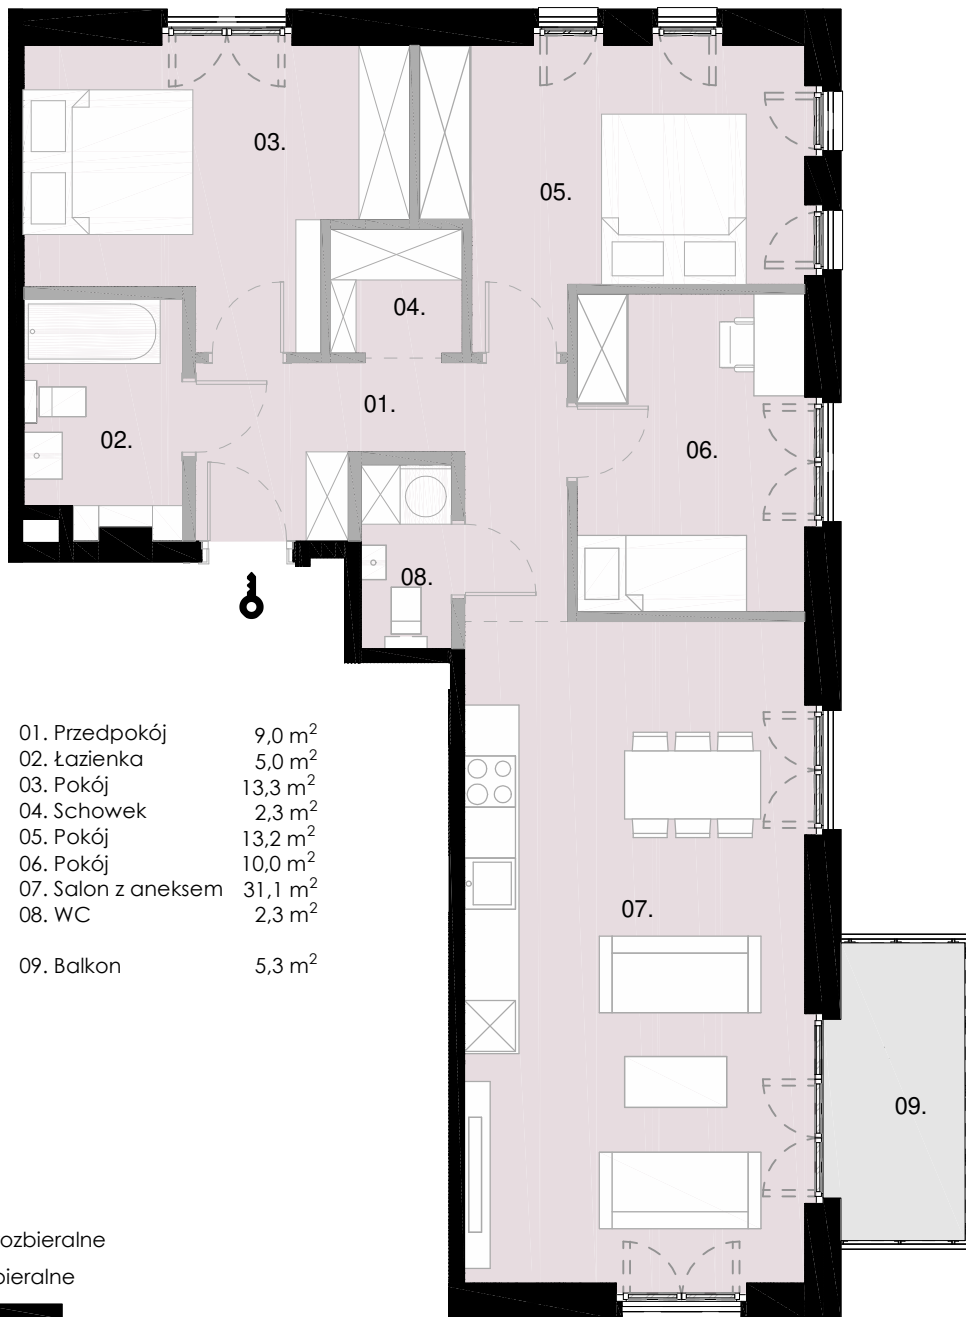 03.
05.
04.
01.
02.
06.
08.
01. Przedpokój 9,0 m²
02. Łazienka 5,0 m²
03. Pokój 13,3 m²
04. Schowek 2,3 m²
05. Pokój 13,2 m²
06. Pokój 10,0 m²
07. Salon z aneksem 31,1 m²
08. WC 2,3 m²
09. Balkon 5,3 m²
07.
09.
ozbieralne
bieralne